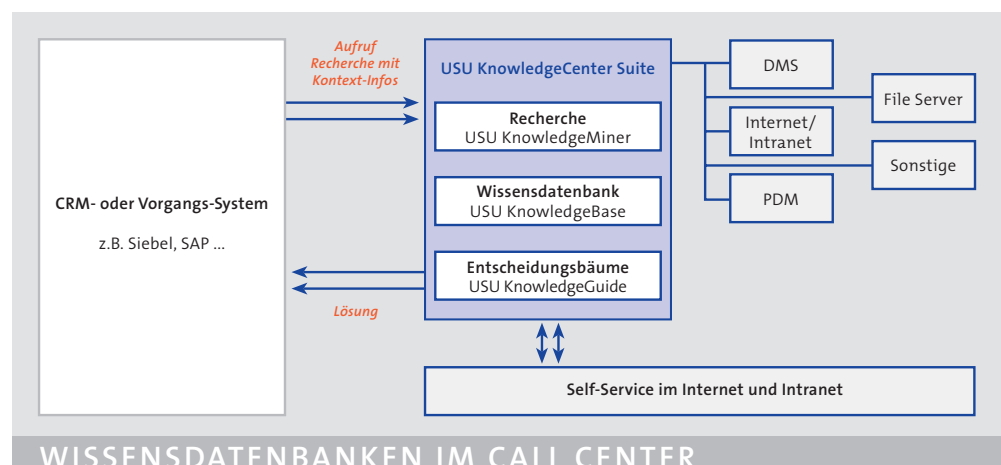 CRM- oder Vorgangs-System
z.B. Siebel, SAP ...
Aufruf
Recherche mit
Kontext-Infos
Lösung
USU KnowledgeCenter Suite
Recherche
USU KnowledgeMiner
Wissensdatenbank
USU KnowledgeBase
Entscheidungsbäume
USU KnowledgeGuide
DMS
File Server
Internet/
Intranet
Sonstige
PDM
Self-Service im Internet und Intranet
WISSENSDATENBANKEN IM CALL CENTER